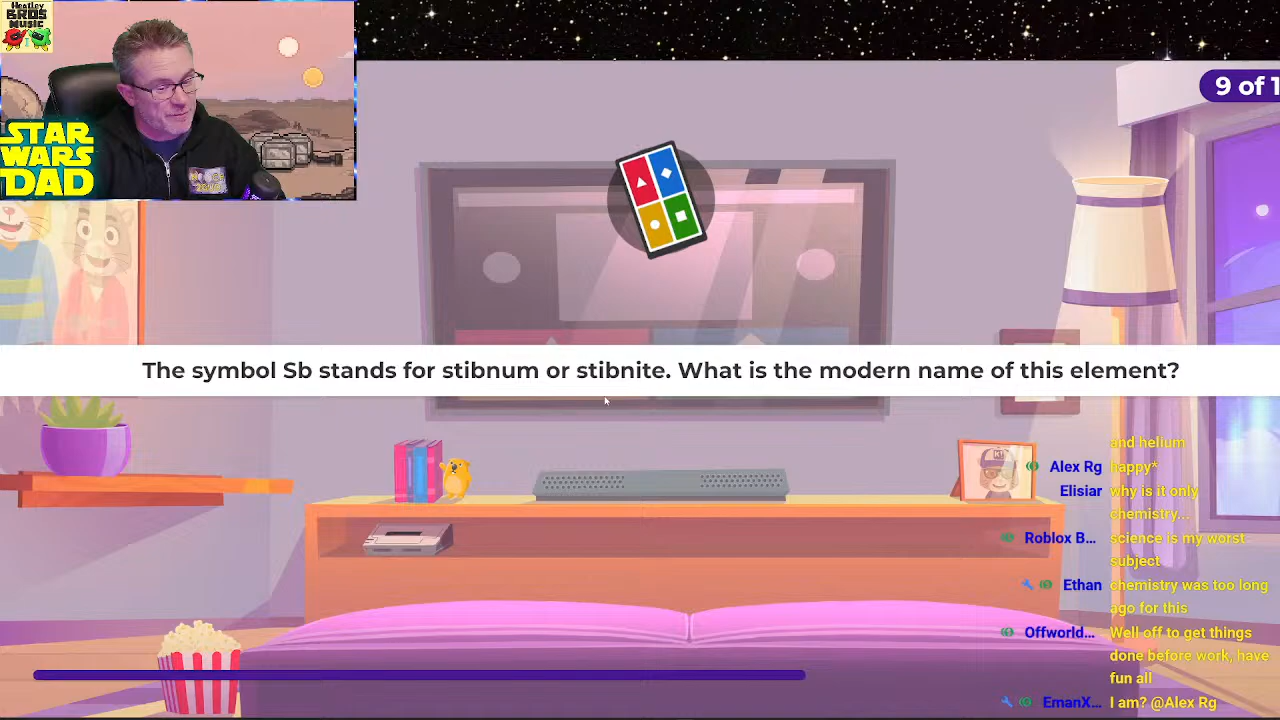 Heatley
BROS
MUSIC
STAR
WARS
DAD
9 of 1
The symbol Sb stands for stibnum or stibnite. What is the modern name of this element?
and helium
Alex Rg happy*
Elisiar why is it only
chemistry...
Roblox B... science is my worst
subject
Ethan chemistry was too long
ago for this
Offworld... Well off to get things
done before work, have
fun all
EmanX... I am? @Alex Rg